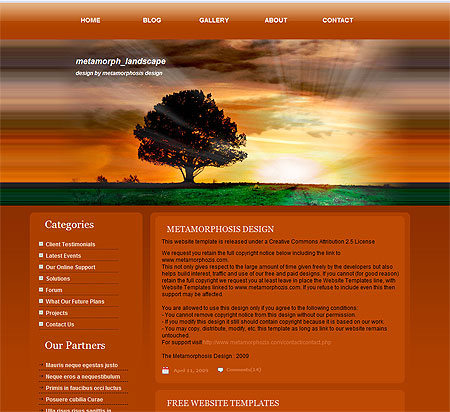 HOME BLOG GALLERY ABOUT CONTACT
metamorph_landscape
design by metamorphosis design
Categories
Client Testimonials
Latest Events
Our Online Support
Solutions
Forum
What Our Future Plans
Projects
Contact Us
Our Partners
Mauris neque egestas justo
Neque eros a nequestibulm
Primis in faucibus orci luctus
Posuere cubilia Curae
Ulla risus risus sagittis in
METAMORPHOSIS DESIGN
This website template is released under a Creative Commons Attribution 2.5 License
We request you retain the full copyright notice below including the link to
www.metamorphozis.com.
This not only gives respect to the large amount of time given freely by the developers but also
helps build interest, traffic and use of our free and paid designs. If you cannot (for good reason)
retain the full copyright we request you at least leave in place the Website Templates line, with
Website Templates linked to www.metamorphozis.com. If you refuse to include even this then
support may be affected.
You are allowed to use this design only if you agree to the following conditions:
- You cannot remove copyright notice from this design without our permission.
- If you modify this design it still should contain copyright because it is based on our work.
- You may copy, distribute, modify, etc. this template as long as link to our website remains
untouched.
For support visit http://www.metamorphozis.com/contact/contact.php
The Metamorphosis Design : 2009
April 11, 2009 Comments(14)
FREE WEBSITE TEMPLATES